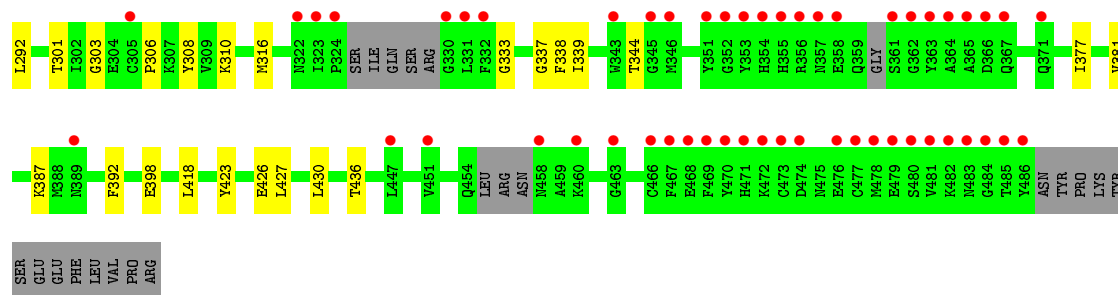 L292 T301 I302 G303 E304 C305 P306 K307 Y308 V309 K310 M316 N322 I323 P324 SER ILE GLN SER ARG G330 L331 F332 G333 G337 F338 I339 W343 T344 G345 M346 Y351 G352 Y353 H354 H355 R356 N357 E358 Q359 GLY S361 G362 Y363 A364 A365 D366 Q367 Q371 I377 V381
K387 M388 N389 F392 E398 L418 Y423 E426 L427 L430 T436 L447 V451 Q454 LEU ARG ASN N458 A459 K460 G463 C466 F467 E468 F469 Y470 H471 K472 C473 D474 N475 E476 C477 M478 E479 S480 V481 K482 N483 G484 T485 Y486 ASN TYR PRO LYS TYR
SER GLU GLU PHE LEU VAL PRO ARG